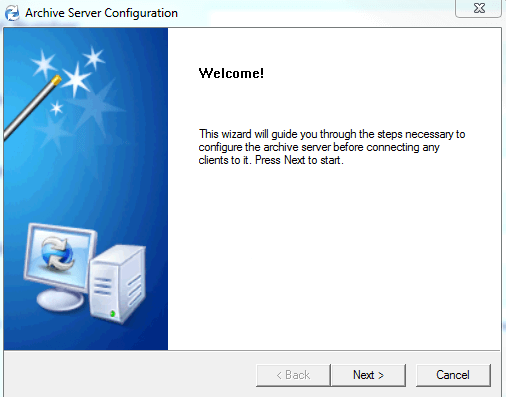 Archive Server Configuration
Welcome!
This wizard will guide you through the steps necessary to
configure the archive server before connecting any
clients to it. Press Next to start.
< Back
Next >
Cancel